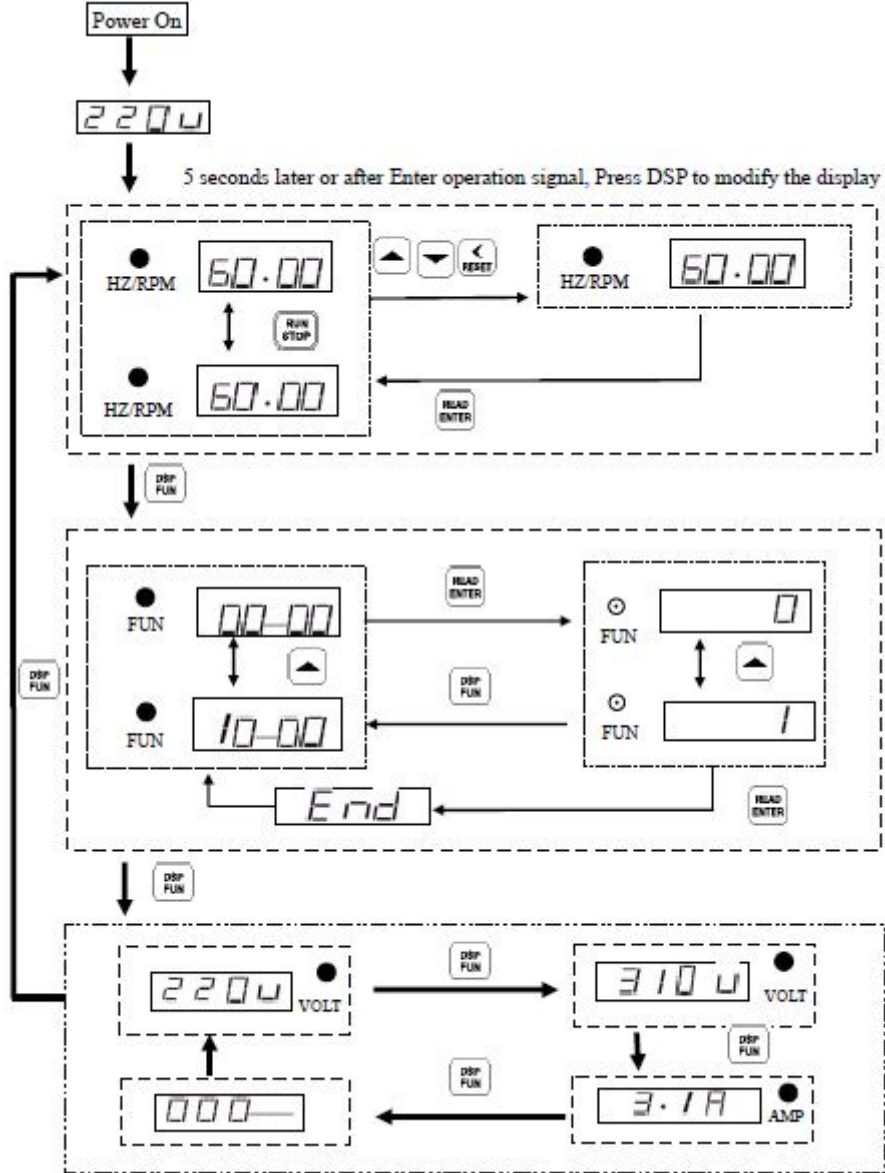 Power On
220u
5 seconds later or after Enter operation signal, Press DSP to modify the display
HZ/RPM
60.00
RUN
STOP
HZ/RPM
60.00
<
RESET
HZ/RPM
60.00
READ
ENTER
DSP
FUN
FUN
00-00
FUN
10-00
READ
ENTER
DSP
FUN
FUN
0
FUN
1
READ
ENTER
End
DSP
FUN
DSP
FUN
220u
VOLT
DSP
FUN
310 u
VOLT
DSP
FUN
3.1A
AMP
DSP
FUN
000—